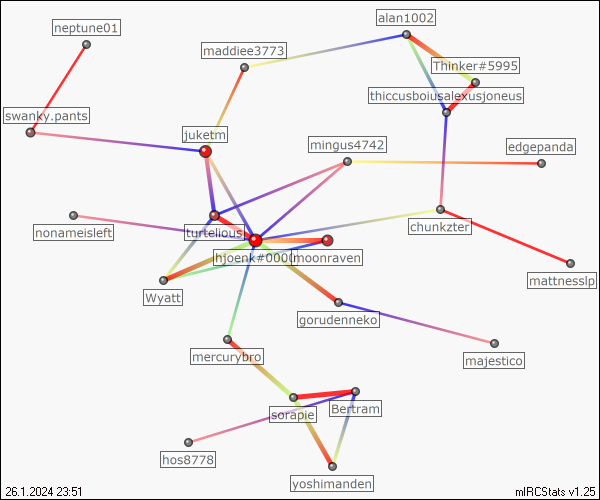 alan1002
neptune01
maddiee3773
Thinker#5995
thiccusboiusalexusjoneus
swanky.pants
juketm
mingus4742
edgepanda
nonameisleft
turtelious
chunkzter
hjoenk#0000
moonraven
mattnesslp
Wyatt
gorudenneko
mercurybro
majestico
sorapie
Bertram
hos8778
yoshimanden
26.1.2024 23:51
mIRCStats v1.25